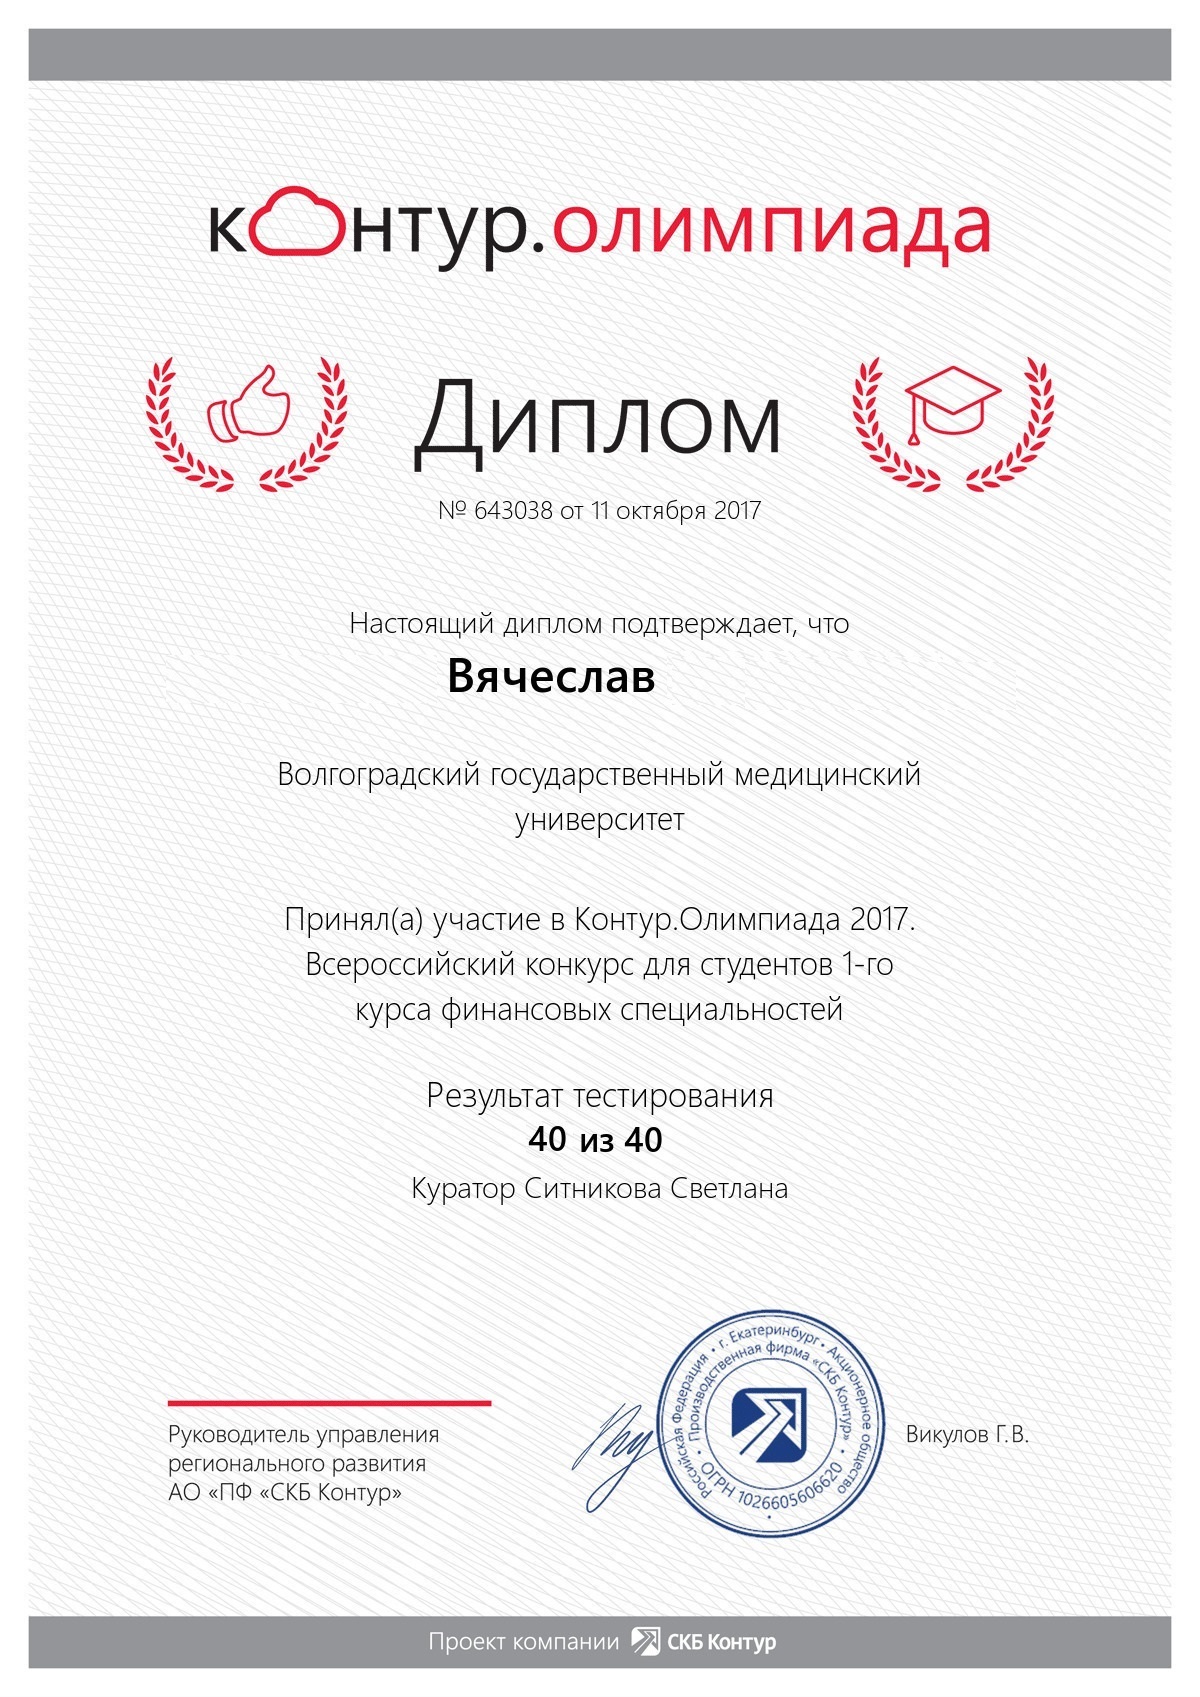 контур.олимпиада
Диплом
№ 643038 от 11 октября 2017
Настоящий диплом подтверждает, что
Вячеслав
Волгоградский государственный медицинский
университет
Принял(а) участие в Контур.Олимпиада 2017.
Всероссийский конкурс для студентов 1-го
курса финансовых специальностей
Результат тестирования
40 из 40
Куратор Ситникова Светлана
Руководитель управления
регионального развития
АО «ПФ «СКБ Контур»
Российская Федерация • г. Екатеринбург • Акционерное общество
• Производственная фирма «СКБ Контур» •
ОГРН 1026605606620
Викулов Г.В.
Проект компании СКБ Контур